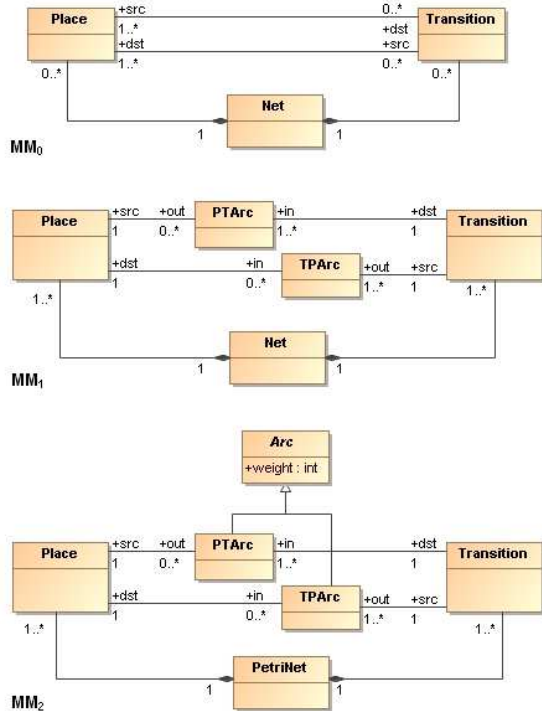 +src 0..*
Place Transition
1..* +dst
+dst +src
1..* 0..*
0..* 0..*
Net
1 1
MM0
+src +out PTArc +in +dst
Place Transition
1 0..* 1..* 1
+dst +in TPArc +out +src
1 0..* 1..* 1
1..* 1..*
Net
1 1
MM1
Arc
+weight : int
+src +out PTArc +in +dst
Place Transition
1 0..* 1..* 1
+dst +in TPArc +out +src
1 0..* 1..* 1
1..* 1..*
PetriNet
1 1
MM2